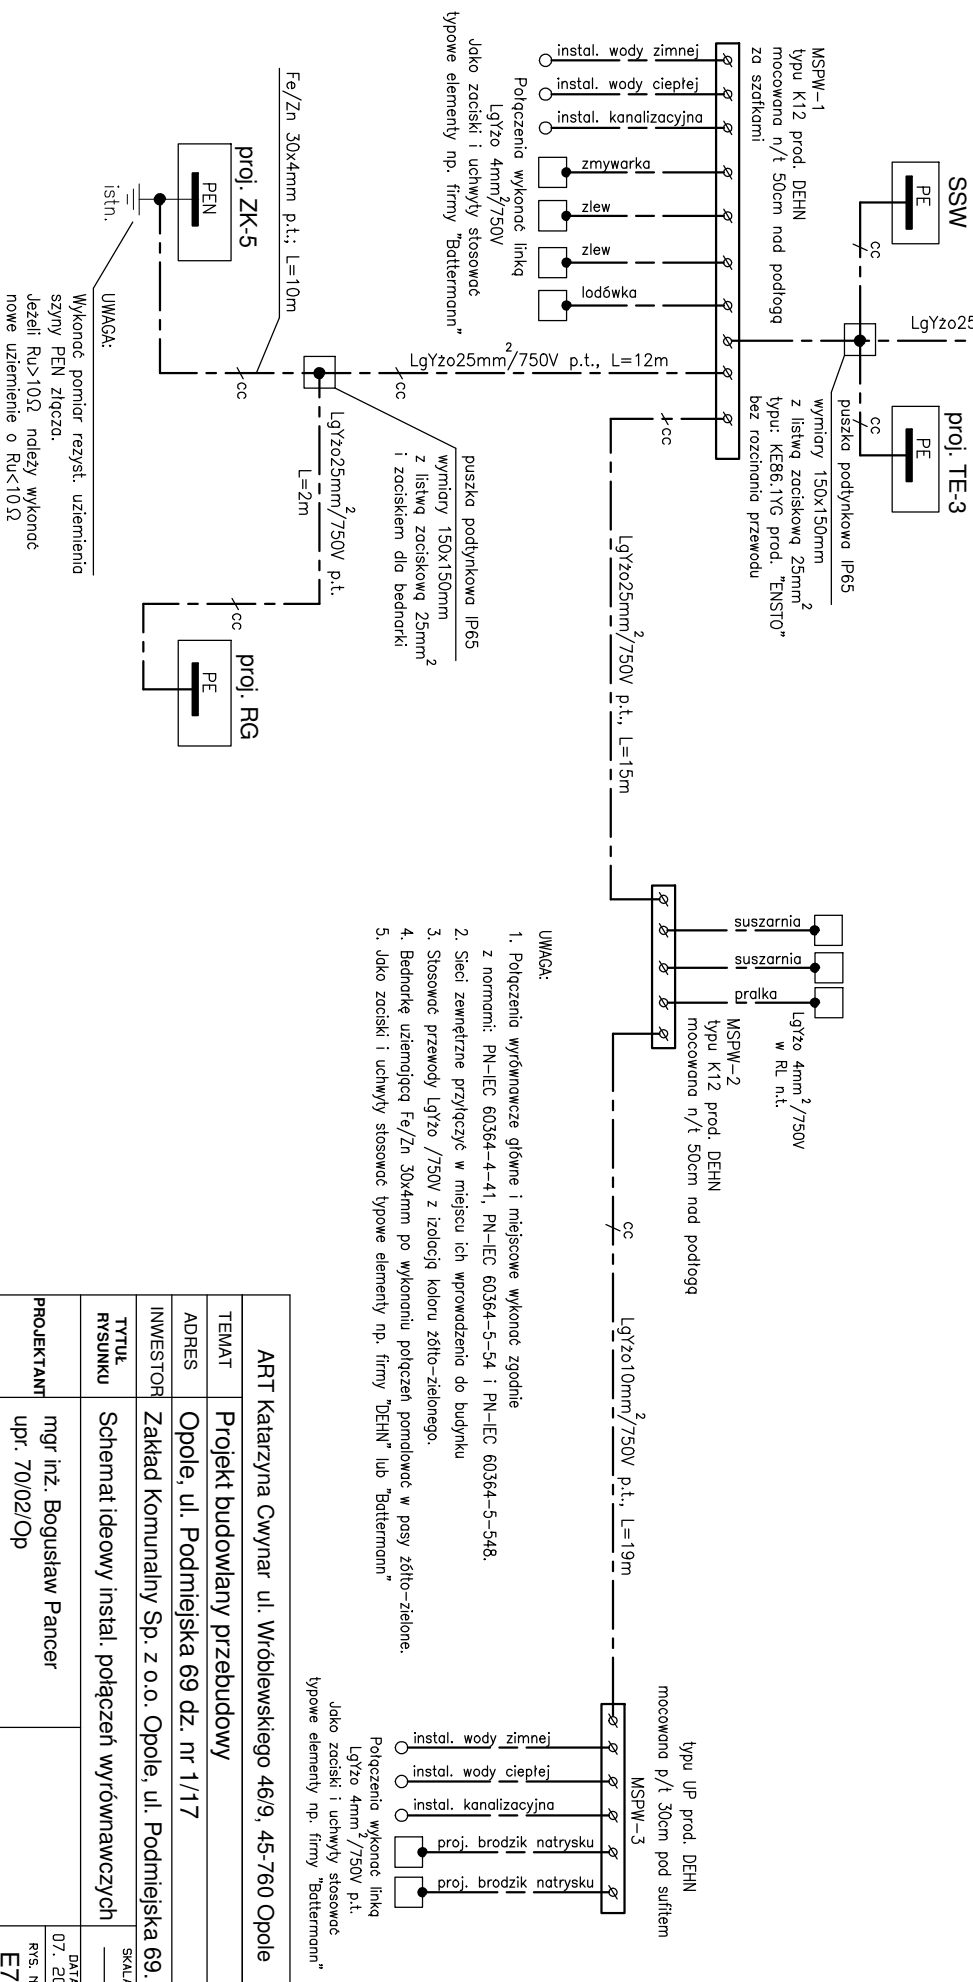 SSW
PE
cc
LgYżo25
proj. TE-3
PE
cc
puszka podtynkowa IP65
wymiary 150x150mm
z listwą zaciskową 25mm²
typu: KE86.1YG prod. "ENSTO"
bez rozcinania przewodu
MSPW-1
typu K12 prod. DEHN
mocowana n/t 50cm nad podłogą
za szafkami
instal. wody zimnej
instal. wody ciepłej
instal. kanalizacyjna
zmywarka
zlew
zlew
lodówka
Połączenia wykonać linką
LgYżo 4mm²/750V
Jako zaciski i uchwyty stosować
typowe elementy np. firmy "Battermann"
LgYżo25mm²/750V p.t., L=12m
cc
cc
cc
Fe/Zn 30x4mm p.t.; L=10m
proj. ZK-5
PEN
istn.
UWAGA:
Wykonać pomiar rezyst. uziemienia
szyny PEN złącza.
Jeżeli Ru>10Ω należy wykonać
nowe uziemienie o Ru<10Ω
puszka podtynkowa IP65
wymiary 150x150mm
z listwą zaciskową 25mm²
i zaciskiem dla bednarki
LgYżo25mm²/750V p.t.
L=2m
cc
proj. RG
PE
LgYżo25mm²/750V p.t., L=15m
suszarnia
suszarnia
pralka
LgYżo 4mm²/750V
w RL n.t.
MSPW-2
typu K12 prod. DEHN
mocowana n/t 50cm nad podłogą
cc
LgYżo10mm²/750V p.t., L=19m
UWAGA:
1. Połączenia wyrównawcze główne i miejscowe wykonać zgodnie
z normami: PN-IEC 60364-4-41, PN-IEC 60364-5-54 i PN-IEC 60364-5-548.
2. Sieci zewnętrzne przyłączyć w miejscu ich wprowadzenia do budynku
3. Stosować przewody LgYżo /750V z izolacją koloru żółto-zielonego.
4. Bednarkę uziemiającą Fe/Zn 30x4mm po wykonaniu połączeń pomalować w pasy żółto-zielone.
5. Jako zaciski i uchwyty stosować typowe elementy np. firmy "DEHN" lub "Battermann"
typu UP prod. DEHN
mocowana p/t 30cm pod sufitem
MSPW-3
instal. wody zimnej
instal. wody ciepłej
instal. kanalizacyjna
proj. brodzik natrysku
proj. brodzik natrysku
Połączenia wykonać linką
LgYżo 4mm²/750V p.t.
Jako zaciski i uchwyty stosować
typowe elementy np. firmy "Battermann"
ART Katarzyna Cwynar ul. Wróblewskiego 46/9, 45-760 Opole
TEMAT Projekt budowlany przebudowy
ADRES Opole, ul. Podmiejska 69 dz. nr 1/17
INWESTOR Zakład Komunalny Sp. z o.o. Opole, ul. Podmiejska 69.
TYTUŁ
RYSUNKU
Schemat ideowy instal. połączeń wyrównawczych
SKALA
PROJEKTANT
mgr inż. Bogusław Pancer
upr. 70/02/Op
DATA
07. 20
RYS. N
E7